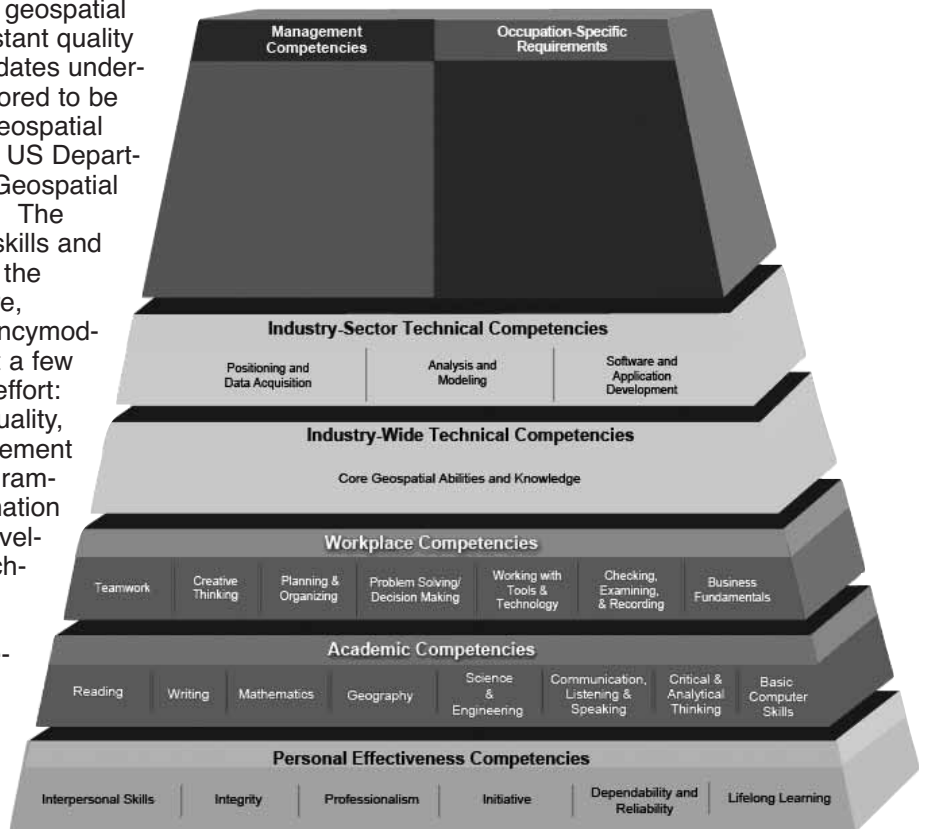 geospatial
stant quality
dates under-
ored to be
eospatial
US Depart-
Geospatial
The
skills and
the
e,
ncymod-
a few
effort:
uality,
ement
ram-
nation
vel-
ch-
-
Management
Competencies
Occupation-Specific
Requirements
Industry-Sector Technical Competencies
Positioning and
Data Acquisition
Analysis and
Modeling
Software and
Application
Development
Industry-Wide Technical Competencies
Core Geospatial Abilities and Knowledge
Workplace Competencies
Teamwork
Creative
Thinking
Planning &
Organizing
Problem Solving/
Decision Making
Working with
Tools &
Technology
Checking,
Examining,
& Recording
Business
Fundamentals
Academic Competencies
Reading
Writing
Mathematics
Geography
Science
&
Engineering
Communication,
Listening &
Speaking
Critical &
Analytical
Thinking
Basic
Computer
Skills
Personal Effectiveness Competencies
Interpersonal Skills
Integrity
Professionalism
Initiative
Dependability and
Reliability
Lifelong Learning